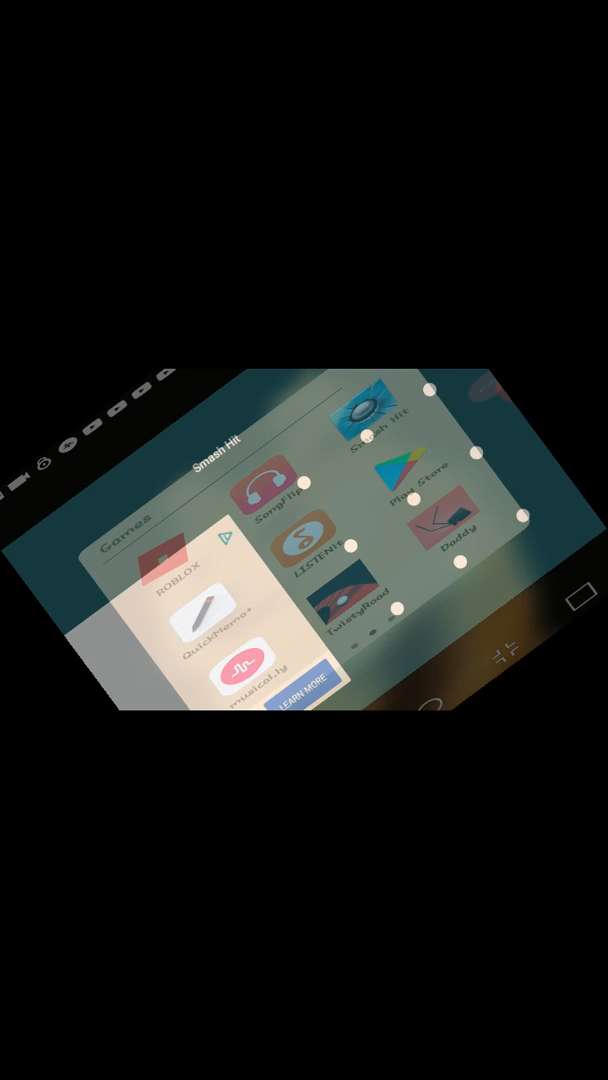 Smash Hit
Games
ROBLOX
SongFlip
Smash Hit
QuickMemo+
LISTENit
Play Store
musical.ly
TwistyRoad
Daddy
LEARN MORE